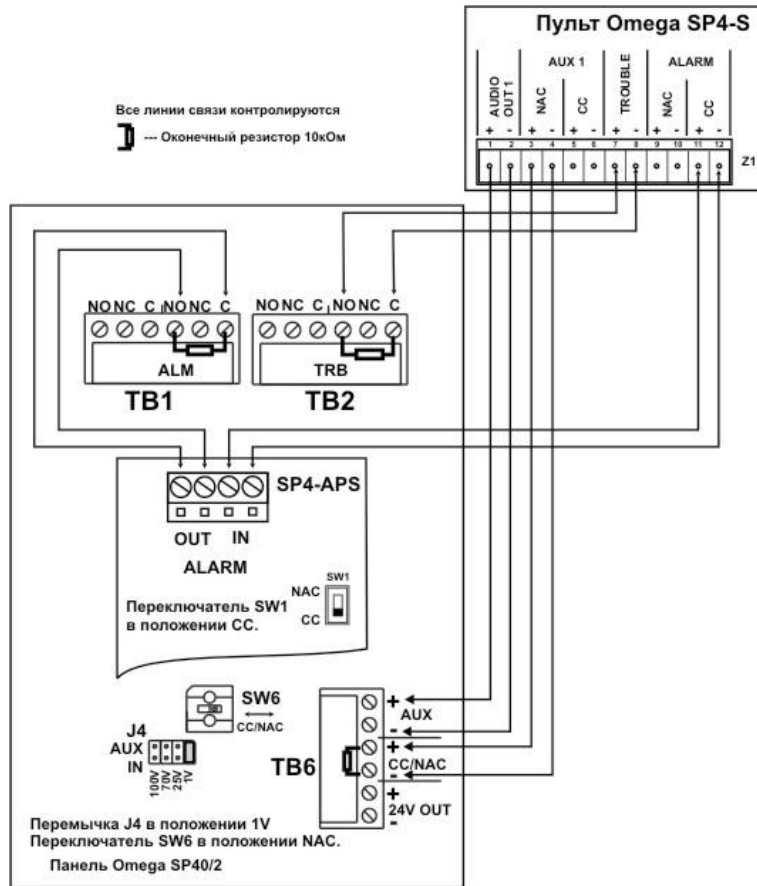 Пульт Omega SP4-S
AUDIO OUT 1
AUX 1
NAC
CC
TROUBLE
ALARM
NAC
CC
+ - + - + - + - + - + -
1 2 3 4 5 6 7 8 9 10 11 12
Z1
Все линии связи контролируются
--- Оконечный резистор 10кОм
NO NC C NO NC C
ALM
TB1
NO NC C NO NC C
TRB
TB2
SP4-APS
OUT IN
ALARM
SW1
NAC
CC
Переключатель SW1
в положении CC.
SW6
CC/NAC
J4
AUX
IN
100V
70V
25V
1V
TB6
+
AUX
-
+
CC/NAC
-
+
24V OUT
-
Перемычка J4 в положении 1V
Переключатель SW6 в положении NAC.
Панель Omega SP40/2